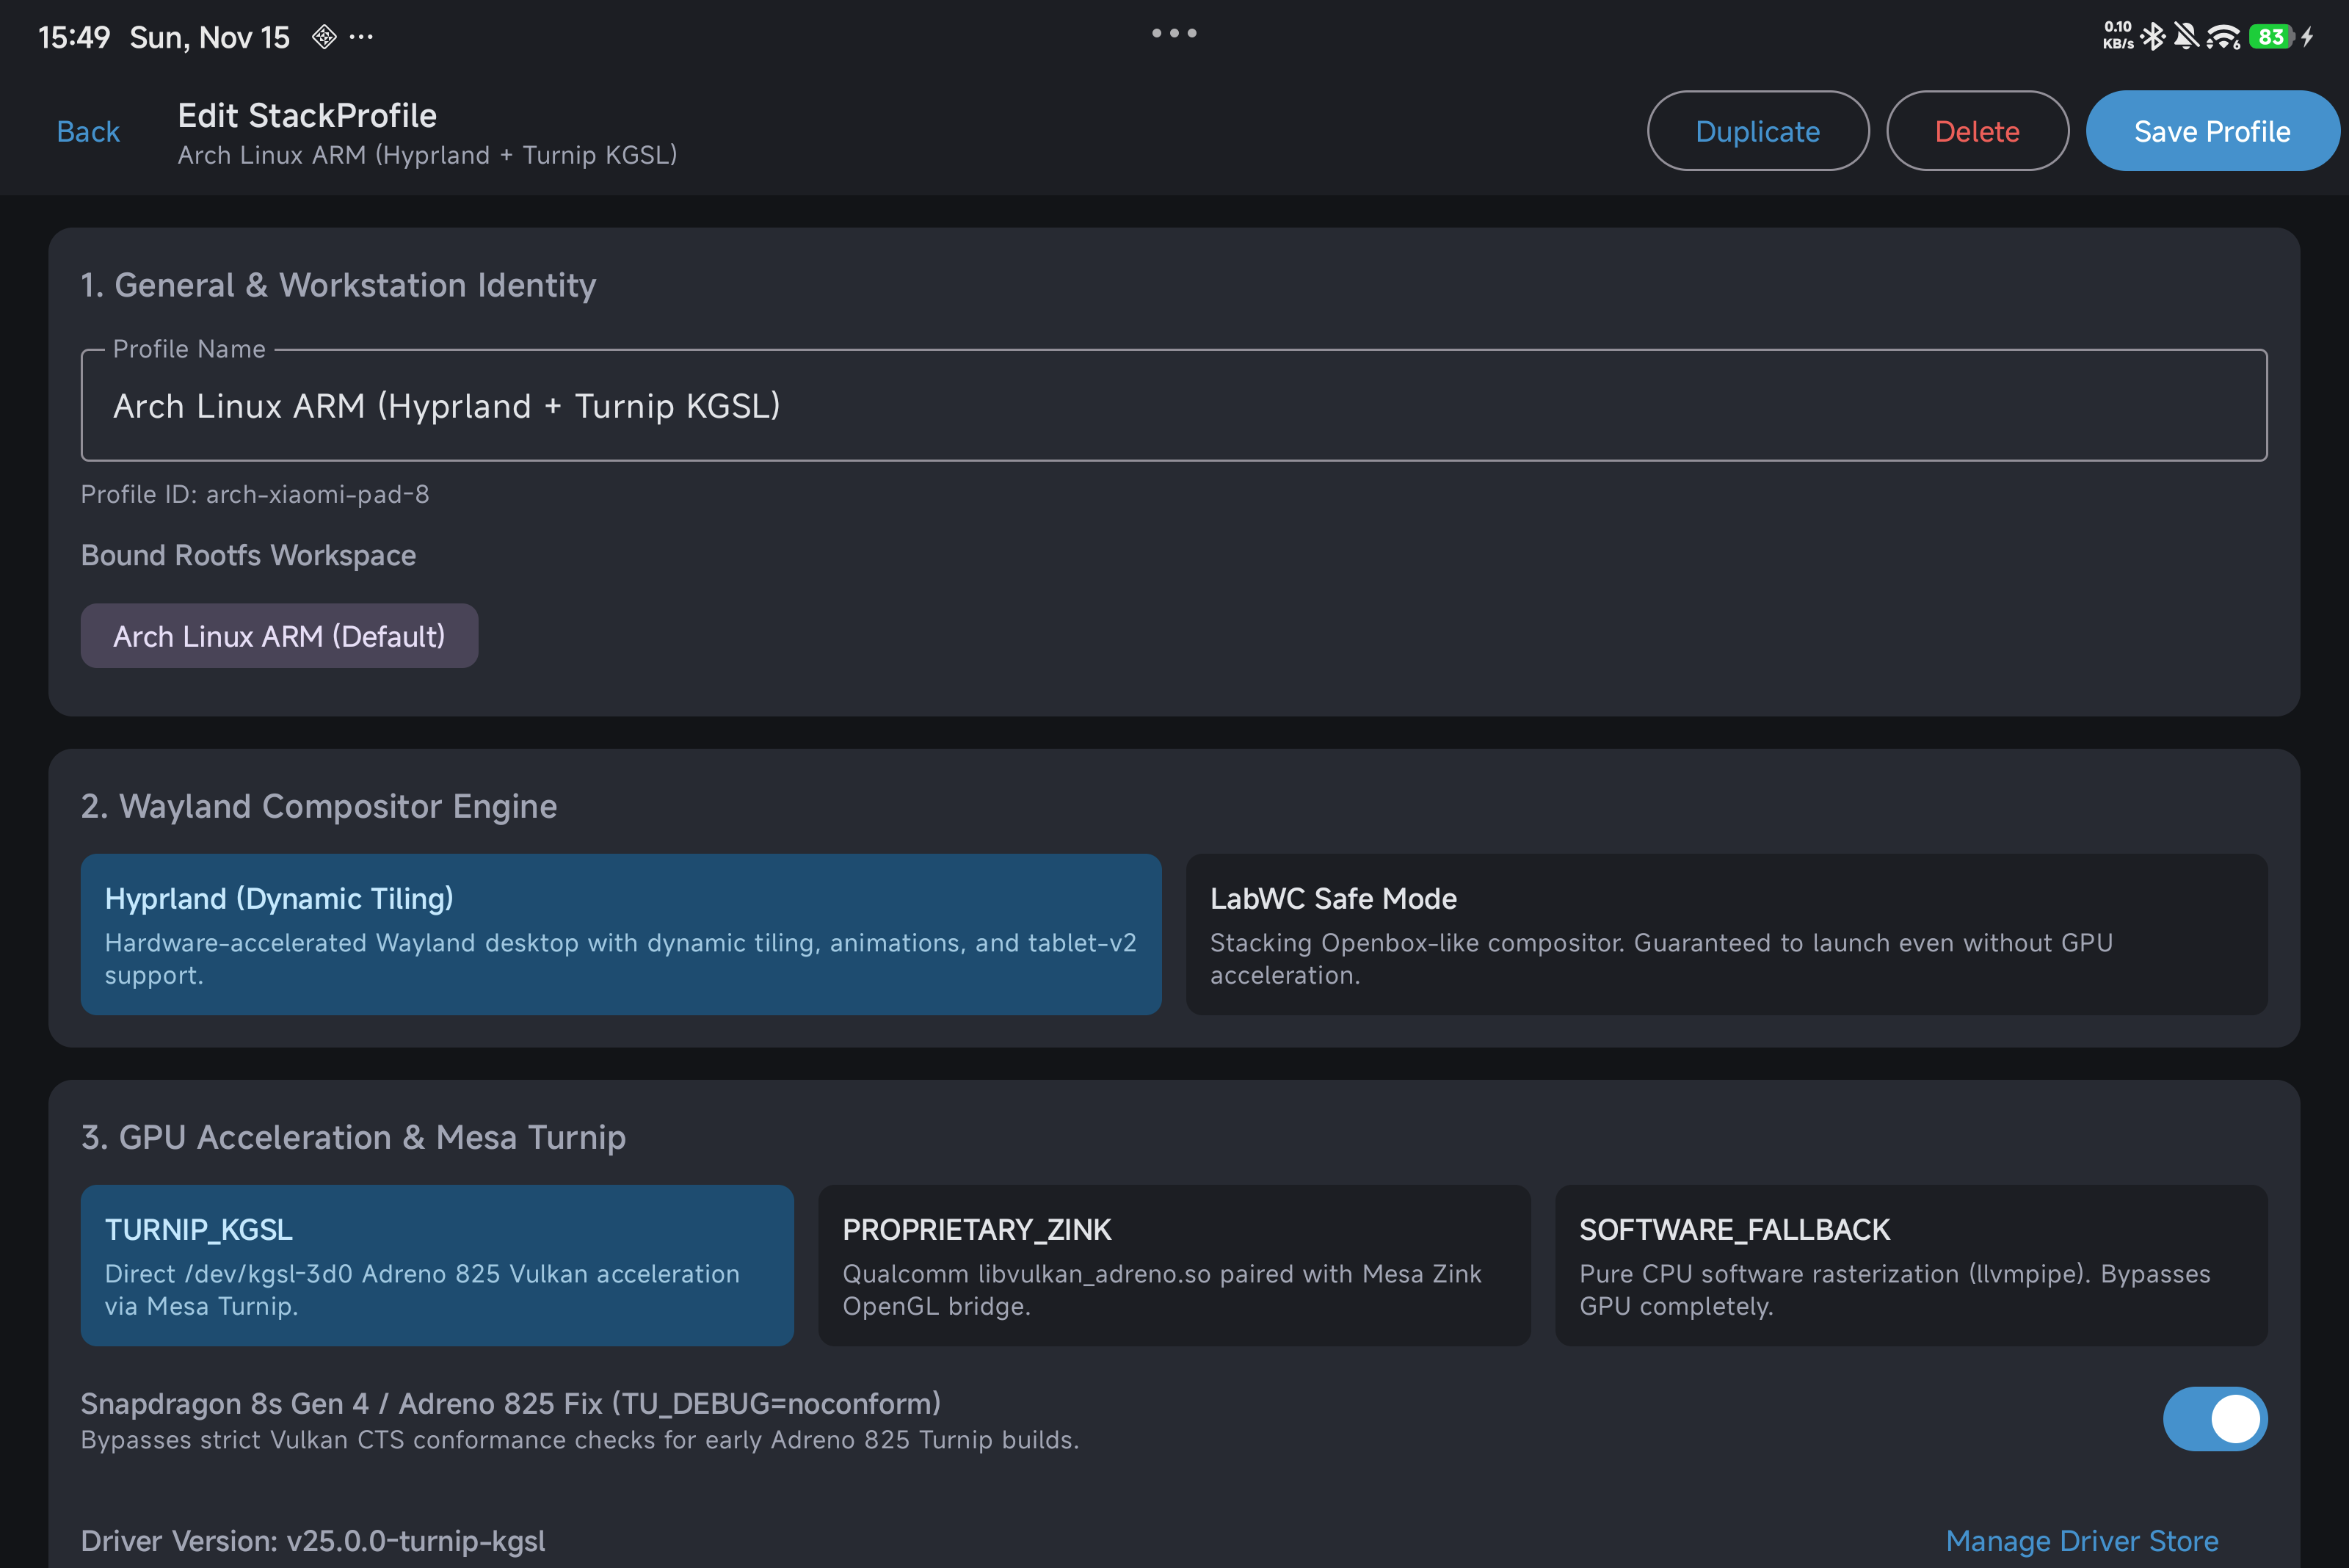 15:49 Sun, Nov 15
0.10 KB/s 6 83
Back
Edit StackProfile
Arch Linux ARM (Hyprland + Turnip KGSL)
Duplicate
Delete
Save Profile
1. General & Workstation Identity
Profile Name
Arch Linux ARM (Hyprland + Turnip KGSL)
Profile ID: arch-xiaomi-pad-8
Bound Rootfs Workspace
Arch Linux ARM (Default)
2. Wayland Compositor Engine
Hyprland (Dynamic Tiling)
Hardware-accelerated Wayland desktop with dynamic tiling, animations, and tablet-v2
support.
LabWC Safe Mode
Stacking Openbox-like compositor. Guaranteed to launch even without GPU
acceleration.
3. GPU Acceleration & Mesa Turnip
TURNIP_KGSL
Direct /dev/kgsl-3d0 Adreno 825 Vulkan acceleration
via Mesa Turnip.
PROPRIETARY_ZINK
Qualcomm libvulkan_adreno.so paired with Mesa Zink
OpenGL bridge.
SOFTWARE_FALLBACK
Pure CPU software rasterization (llvmpipe). Bypasses
GPU completely.
Snapdragon 8s Gen 4 / Adreno 825 Fix (TU_DEBUG=noconform)
Bypasses strict Vulkan CTS conformance checks for early Adreno 825 Turnip builds.
Driver Version: v25.0.0-turnip-kgsl
Manage Driver Store